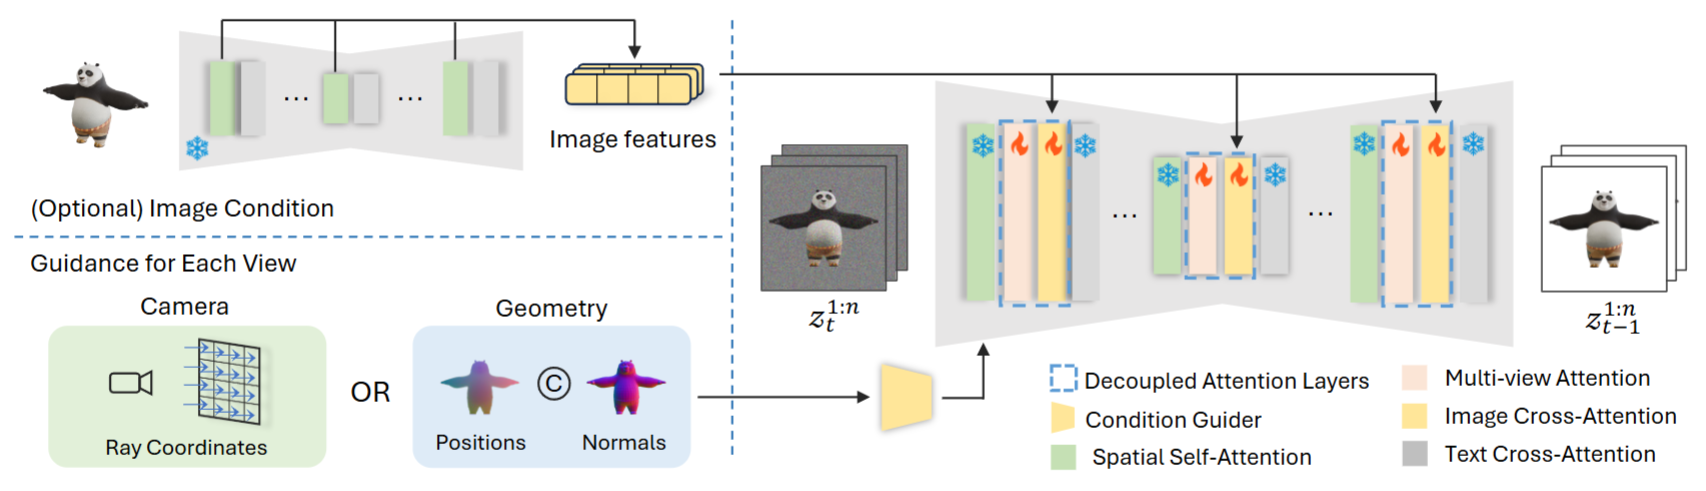 Image features
(Optional) Image Condition
Guidance for Each View
Camera
Ray Coordinates
OR
Geometry
C
Positions
Normals
z_t^{1:n}
z_{t-1}^{1:n}
...
...
...
...
Decoupled Attention Layers
Condition Guider
Spatial Self-Attention
Multi-view Attention
Image Cross-Attention
Text Cross-Attention